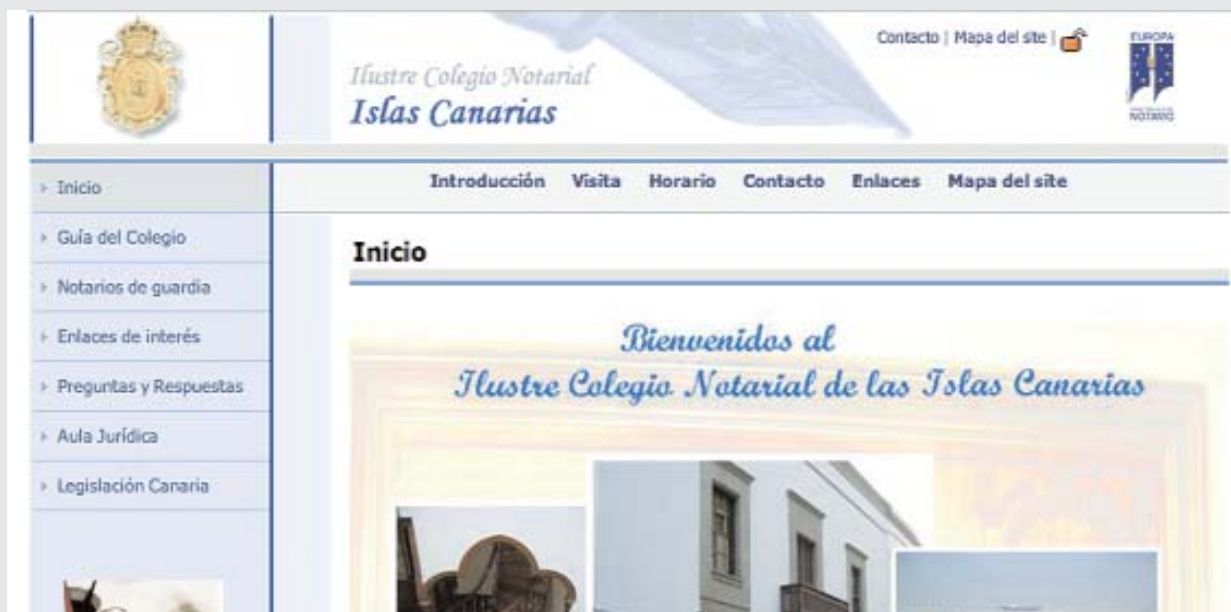 Contacto | Mapa del site |
EUROPA
NOTARIO
Ilustre Colegio Notarial
Islas Canarias
Introducción Visita Horario Contacto Enlaces Mapa del site
Inicio
Guía del Colegio
Notarios de guardia
Enlaces de interés
Preguntas y Respuestas
Aula Jurídica
Legislación Canaria
Inicio
Bienvenidos al
Ilustre Colegio Notarial de las Islas Canarias